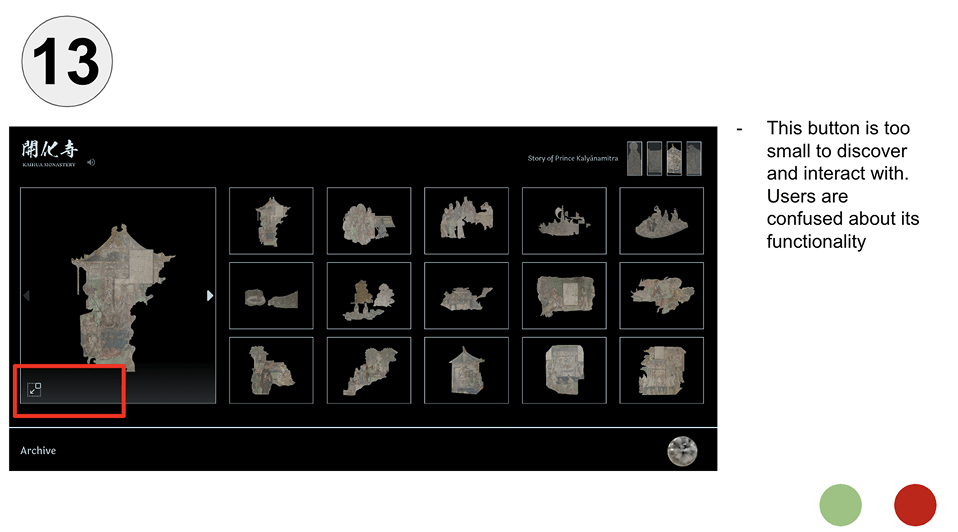 13
開化寺
KAIHUA MONASTERY
Story of Prince Kalyānamitra
Archive
- This button is too
small to discover
and interact with.
Users are
confused about its
functionality